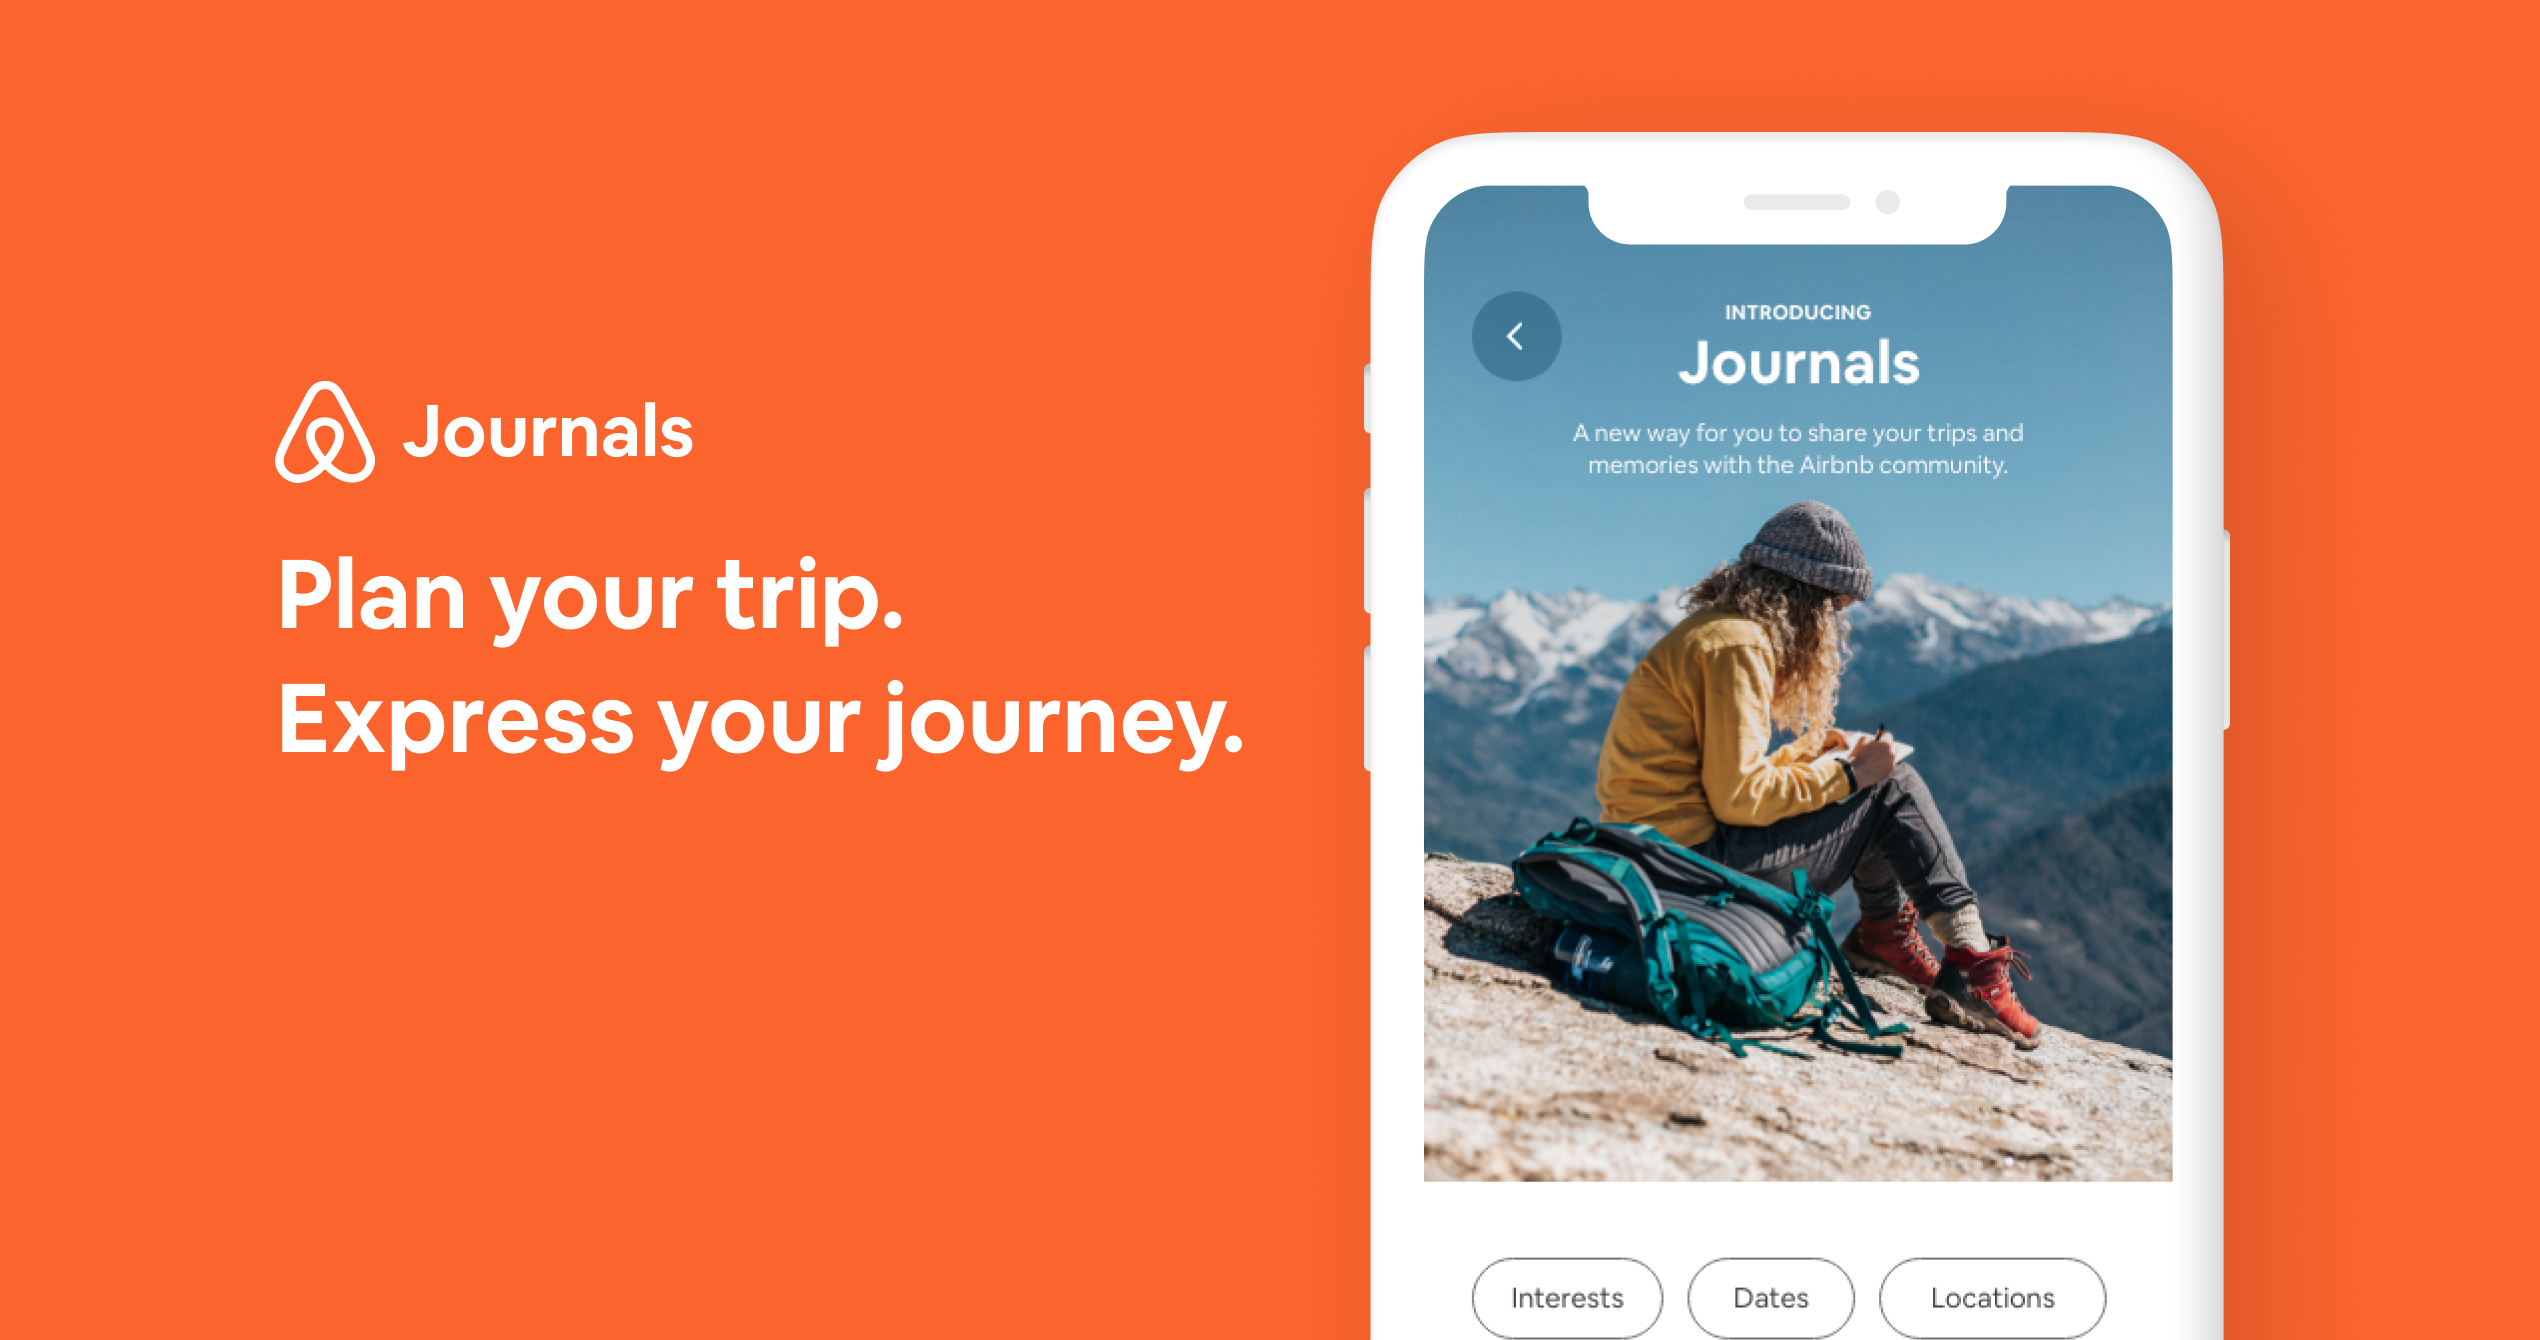 Journals
Plan your trip.
Express your journey.
INTRODUCING
Journals
A new way for you to share your trips and
memories with the Airbnb community.
Interests
Dates
Locations